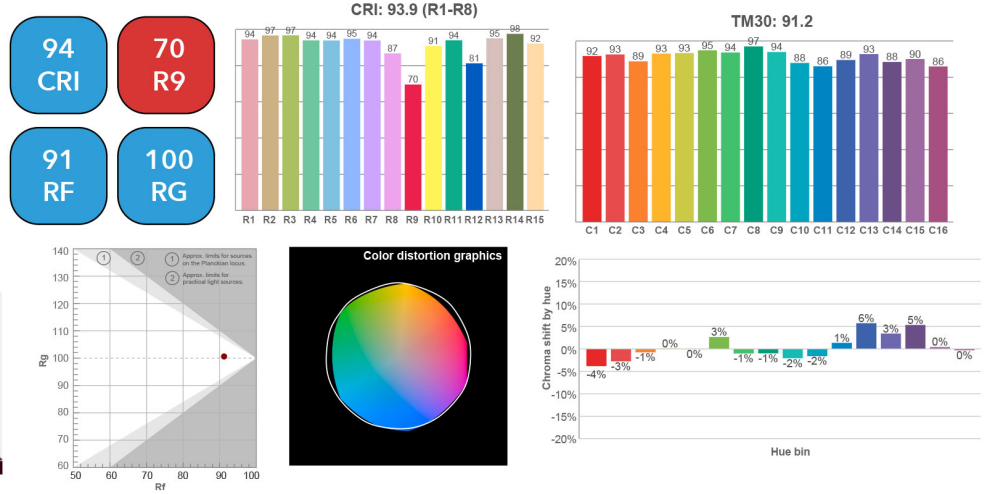 94
CRI
70
R9
91
RF
100
RG
CRI: 93.9 (R1-R8)
94 97 97 94 94 95 94 87 70 91 94 81 95 98 92
R1 R2 R3 R4 R5 R6 R7 R8 R9 R10 R11 R12 R13 R14 R15
TM30: 91.2
92 93 89 93 93 95 94 97 94 88 86 89 93 88 90 86
C1 C2 C3 C4 C5 C6 C7 C8 C9 C10 C11 C12 C13 C14 C15 C16
140
130
120
110
100
90
80
70
60
Rg
1 2
1 Approx. limits for sources
on the Planckian locus.
2 Approx. limits for
practical light sources.
50 60 70 80 90 100
Rf
Color distortion graphics
20%
15%
10%
5%
0%
-5%
-10%
-15%
-20%
Chroma shift by hue
-4% -3% -1% 0% 0% 3% -1% -1% -2% -2% 1% 6% 3% 5% 0% 0%
Hue bin